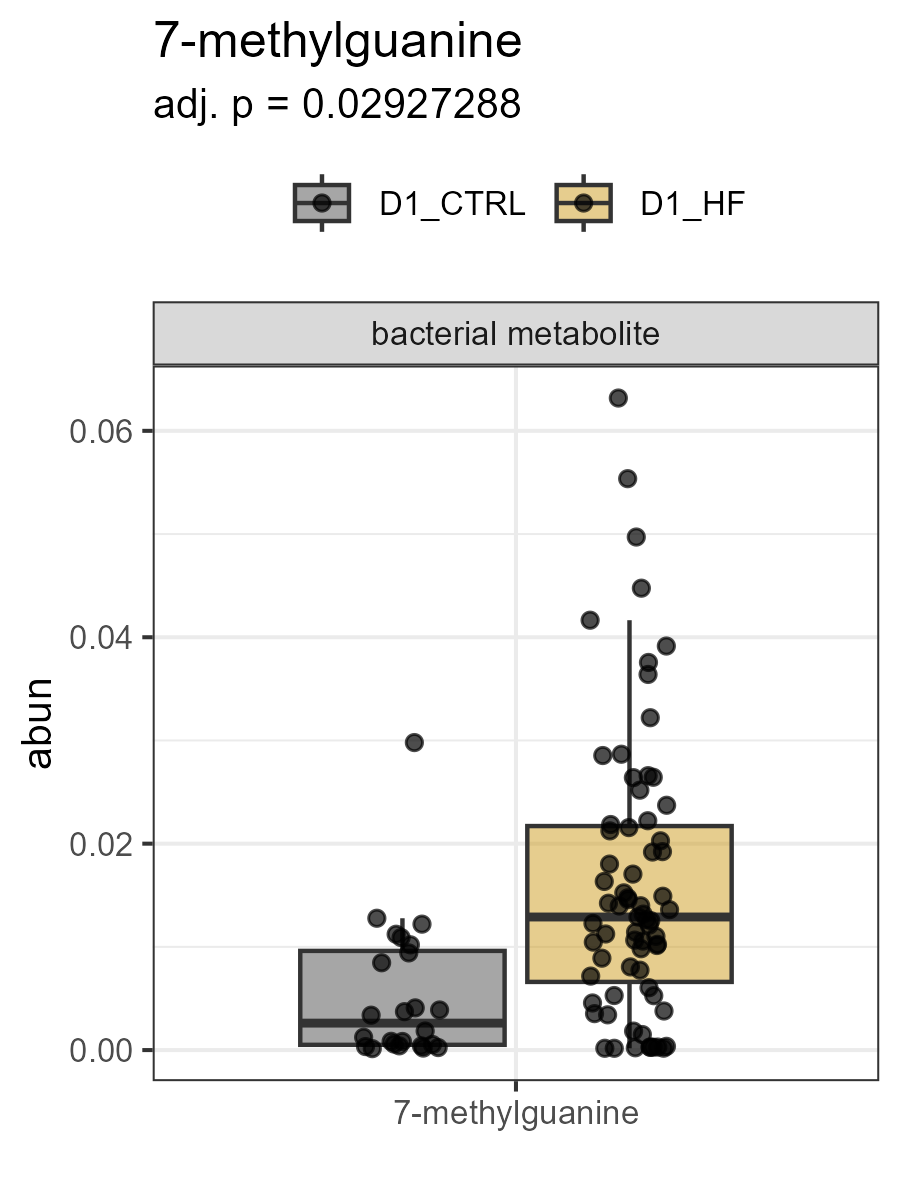 7-methylguanine
adj. p = 0.02927288
D1_CTRL D1_HF
bacterial metabolite
0.06
0.04
0.02
0.00
abun
7-methylguanine